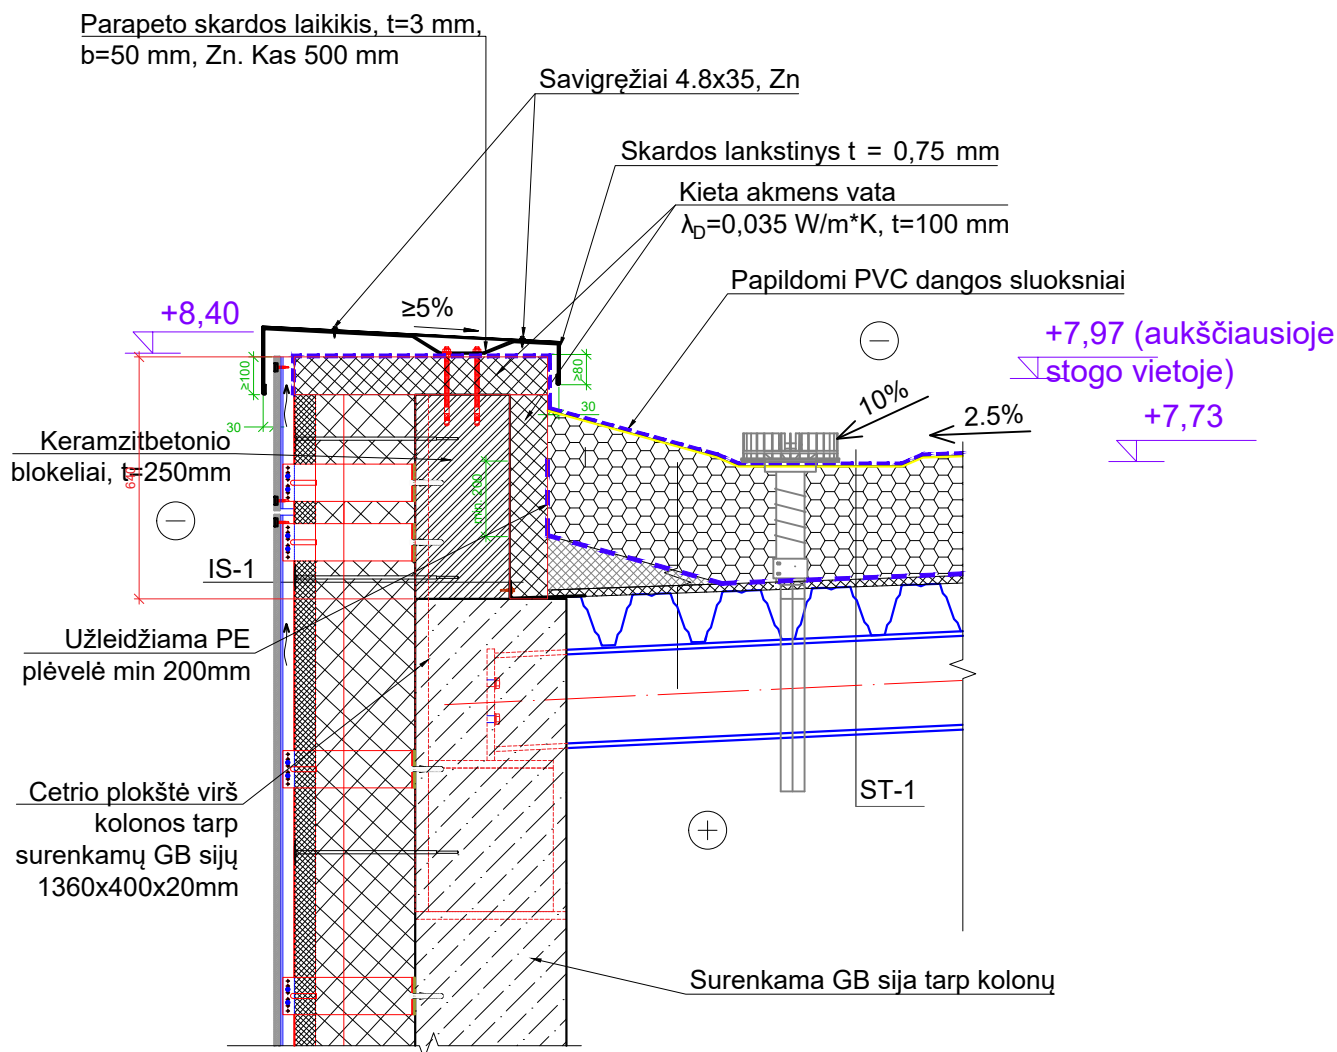 Parapeto skardos laikikis, t=3 mm,
b=50 mm, Zn. Kas 500 mm
Savigręžiai 4.8x35, Zn
Skardos lankstinys t = 0,75 mm
Kieta akmens vata
λD=0,035 W/m*K, t=100 mm
Papildomi PVC dangos sluoksniai
+8,40
≥5%
+7,97 (aukščiausioje
stogo vietoje)
≥100
≥80
10%
2.5%
+7,73
30
30
Keramzitbetonio
blokeliai, t=250mm
640
min 200
IS-1
Užleidžiama PE
plėvelė min 200mm
Cetrio plokštė virš
kolonos tarp
surenkamų GB sijų
1360x400x20mm
ST-1
Surenkama GB sija tarp kolonų